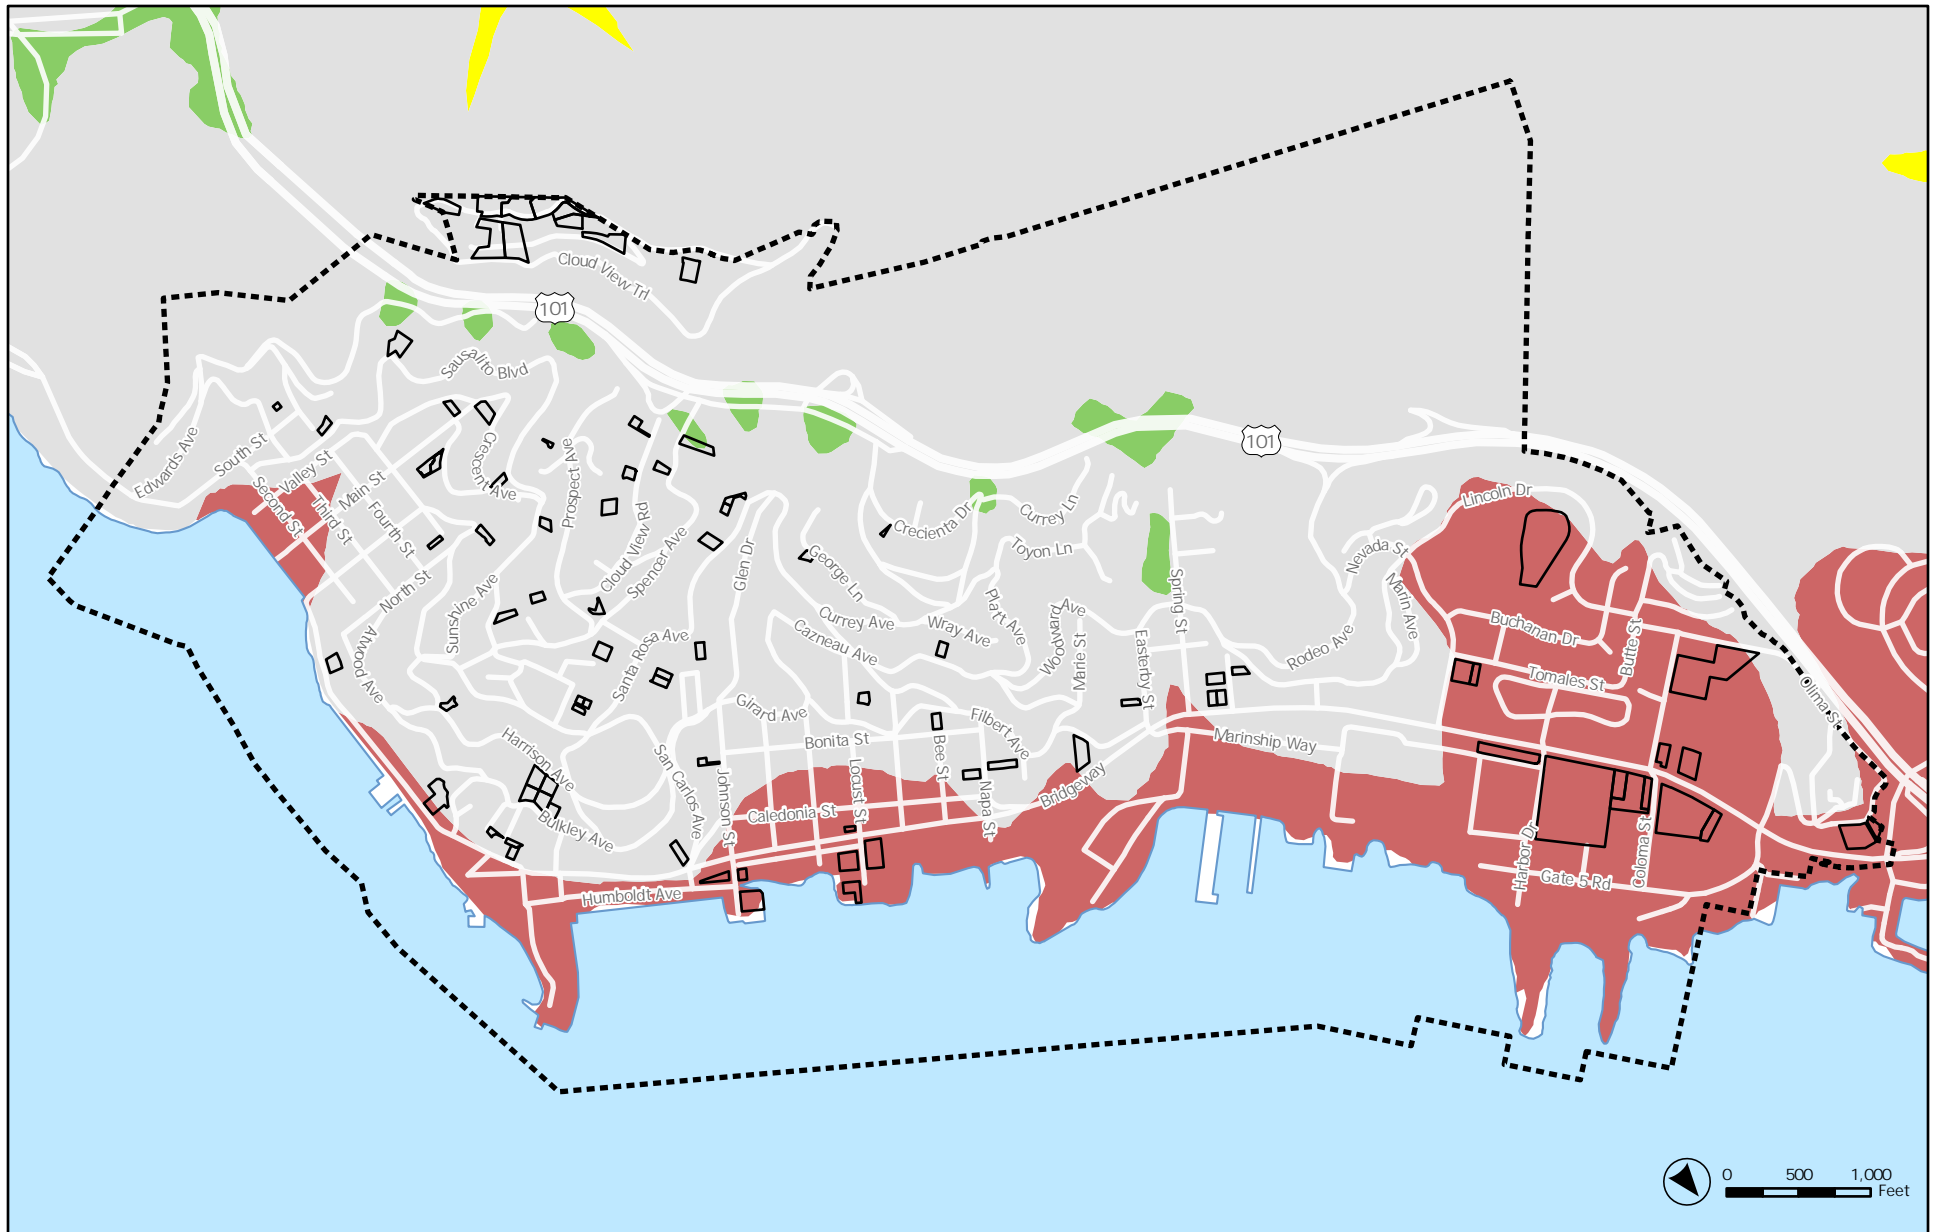 Cloud View Trl
101
Sausalito Blvd
101
Edwards Ave
South St
Valley St
Second St
Third St
Main St
Fourth St
North St
Crescent Ave
Prospect Ave
Cloud View Rd
Spencer Ave
Glen Dr
George Ln
Crecienta Dr
Currey Ln
Toyon Ln
Lincoln Dr
Nevada St
Marin Ave
Sunshine Ave
Atwood Ave
Santa Rosa Ave
Currey Ave
Cazneau Ave
Wray Ave
Platt Ave
Woodward Ave
Marie St
Easterby St
Spring St
Rodeo Ave
Buchanan Dr
Butte St
Tomales St
Olima St
Harrison Ave
San Carlos Ave
Girard Ave
Bonita St
Filbert Ave
Marinship Way
Johnson St
Locust St
Bee St
Napa St
Bridgeway
Caledonia St
Bulkley Ave
Humboldt Ave
Harbor Dr
Gate 5 Rd
Coloma St
0 500 1,000
Feet